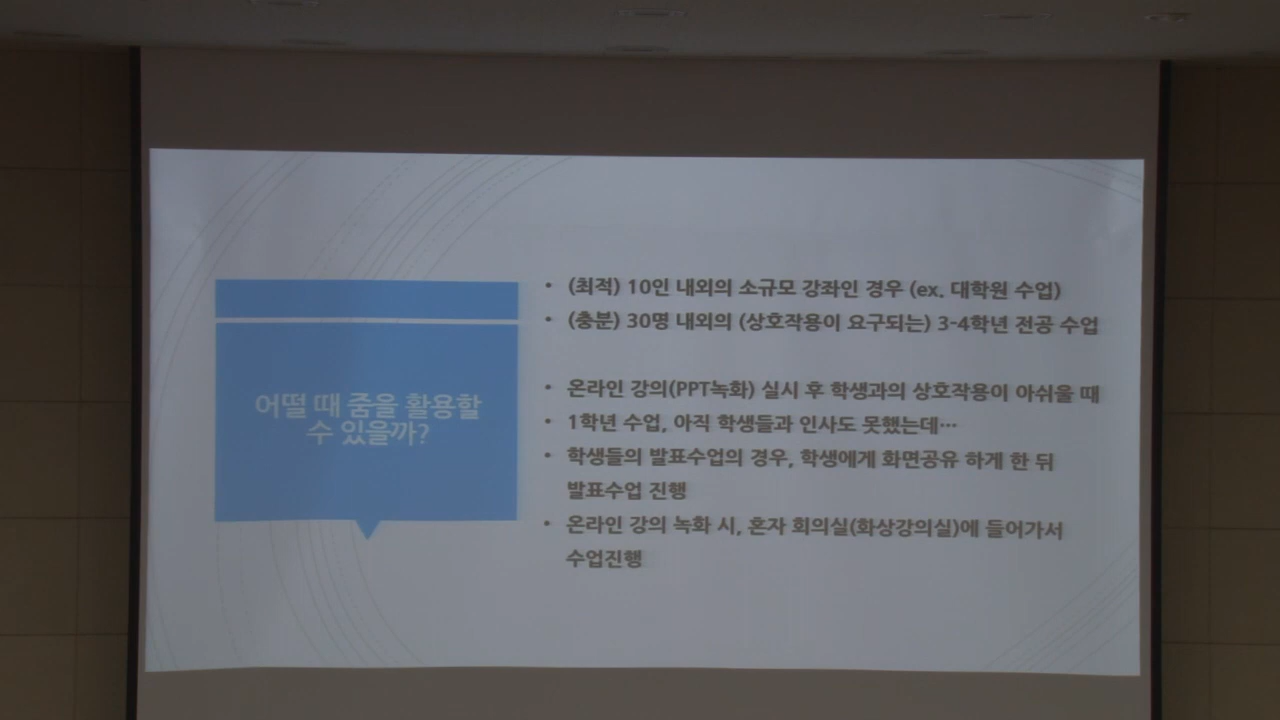 어떨 때 줌을 활용할
수 있을까?
• (최적) 10인 내외의 소규모 강좌인 경우 (ex. 대학원 수업)
• (충분) 30명 내외의 (상호작용이 요구되는) 3-4학년 전공 수업
• 온라인 강의(PPT녹화) 실시 후 학생과의 상호작용이 아쉬울 때
• 1학년 수업, 아직 학생들과 인사도 못했는데…
• 학생들의 발표수업의 경우, 학생에게 화면공유 하게 한 뒤
발표수업 진행
• 온라인 강의 녹화 시, 혼자 회의실(화상강의실)에 들어가서
수업진행